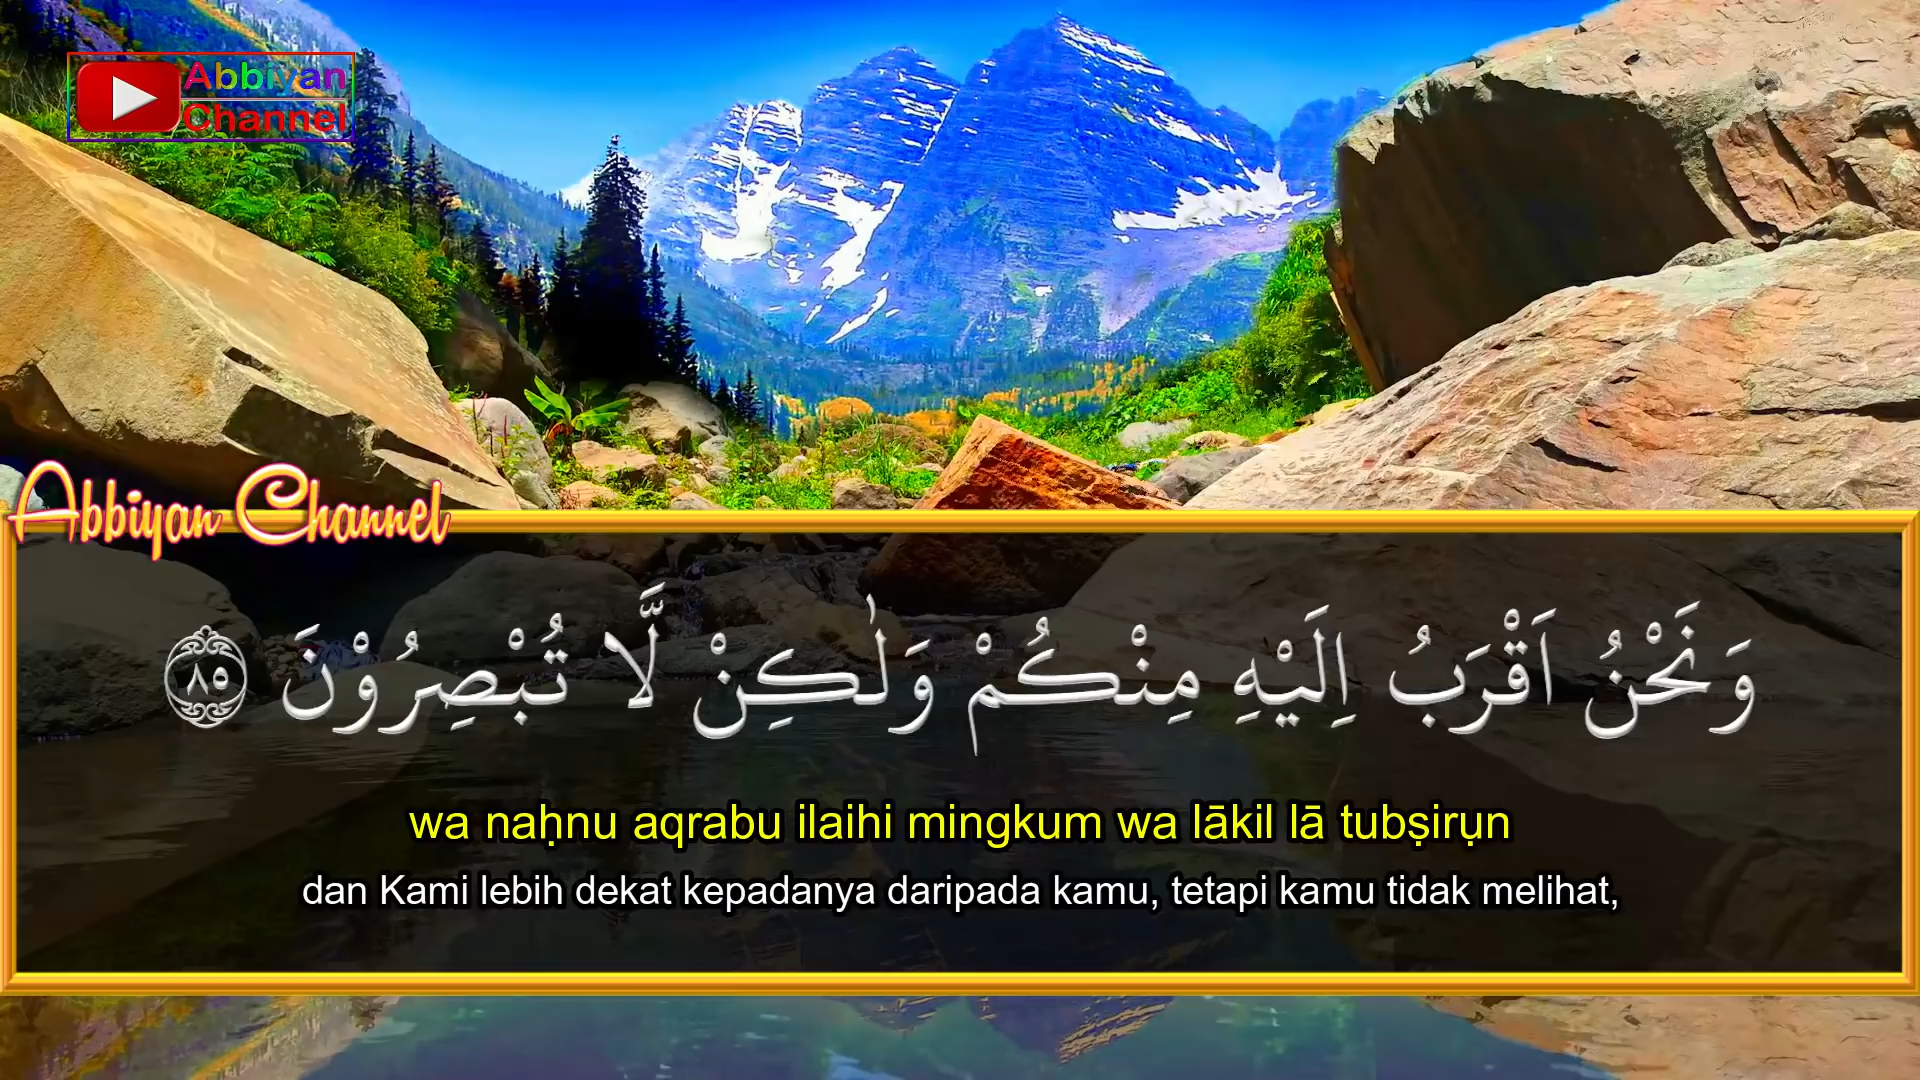 Abbiyan
Channel
Abbiyan Channel
وَنَحْنُ اَقْرَبُ اِلَيْهِ مِنْكُمْ وَلٰكِنْ لَّا تُبْصِرُوْنَ ٨٥
wa naḥnu aqrabu ilaihi mingkum wa lākil lā tubṣirụn
dan Kami lebih dekat kepadanya daripada kamu, tetapi kamu tidak melihat,